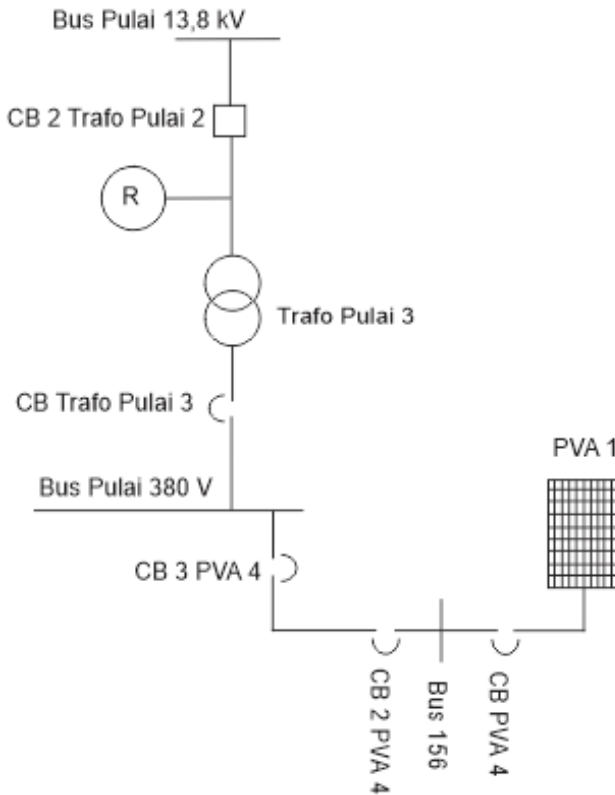 Bus Pulai 13,8 kV
CB 2 Trafo Pulai 2
R
Trafo Pulai 3
CB Trafo Pulai 3
PVA 1
Bus Pulai 380 V
CB 3 PVA 4
CB 2 PVA 4
Bus 156
CB PVA 4